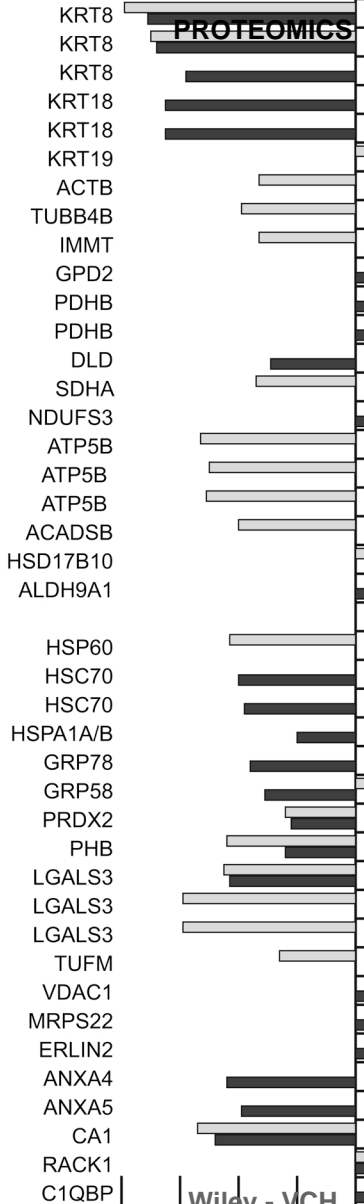 KRT8
PROTEOMICS
KRT8
KRT8
KRT18
KRT18
KRT19
ACTB
TUBB4B
IMMT
GPD2
PDHB
PDHB
DLD
SDHA
NDUFS3
ATP5B
ATP5B
ATP5B
ACADSB
HSD17B10
ALDH9A1
HSP60
HSC70
HSC70
HSPA1A/B
GRP78
GRP58
PRDX2
PHB
LGALS3
LGALS3
LGALS3
TUFM
VDAC1
MRPS22
ERLIN2
ANXA4
ANXA5
CA1
RACK1
C1QBP
Wiley - VCH